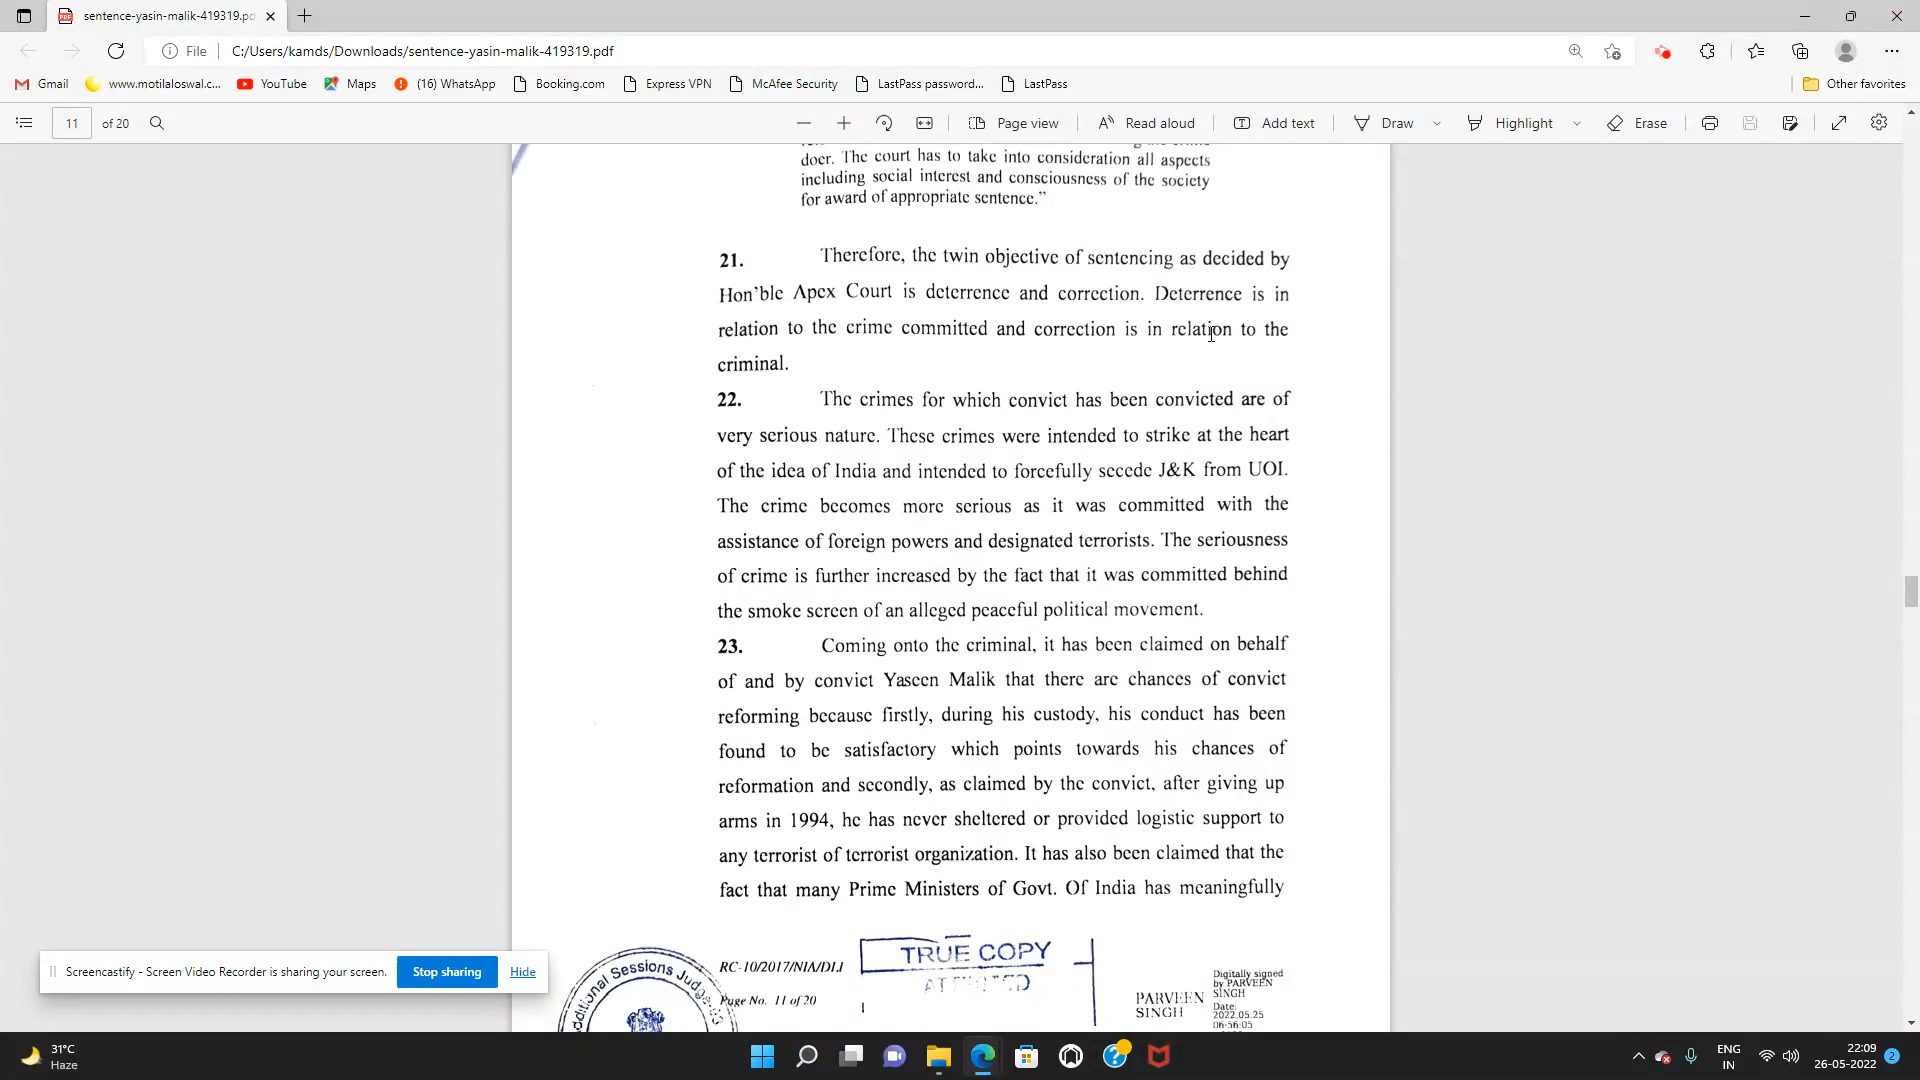 sentence-yasin-malik-419319.pd
File
C:/Users/kamds/Downloads/sentence-yasin-malik-419319.pdf
Gmail
www.motilaloswal.c...
YouTube
Maps
(16) WhatsApp
Booking.com
Express VPN
McAfee Security
LastPass password...
LastPass
Other favorites
11 of 20
Page view
Read aloud
Add text
Draw
Highlight
Erase
doer. The court has to take into consideration all aspects
including social interest and consciousness of the society
for award of appropriate sentence."
21. Therefore, the twin objective of sentencing as decided by
Hon'ble Apex Court is deterrence and correction. Deterrence is in
relation to the crime committed and correction is in relation to the
criminal.
22. The crimes for which convict has been convicted are of
very serious nature. These crimes were intended to strike at the heart
of the idea of India and intended to forcefully secede J&K from UOI.
The crime becomes more serious as it was committed with the
assistance of foreign powers and designated terrorists. The seriousness
of crime is further increased by the fact that it was committed behind
the smoke screen of an alleged peaceful political movement.
23. Coming onto the criminal, it has been claimed on behalf
of and by convict Yaseen Malik that there are chances of convict
reforming because firstly, during his custody, his conduct has been
found to be satisfactory which points towards his chances of
reformation and secondly, as claimed by the convict, after giving up
arms in 1994, he has never sheltered or provided logistic support to
any terrorist of terrorist organization. It has also been claimed that the
fact that many Prime Ministers of Govt. Of India has meaningfully
RC-10/2017/NIA/DLI
Page No. 11 of 20
TRUE COPY
ATTESTED
dditional Sessions Judge-03
PARVEEN
SINGH
Digitally signed
by PARVEEN
SINGH
Date:
2022.05.25
06:56:05
Screencastify - Screen Video Recorder is sharing your screen.
Stop sharing
Hide
31°C
Haze
ENG
IN
22:09
26-05-2022
2